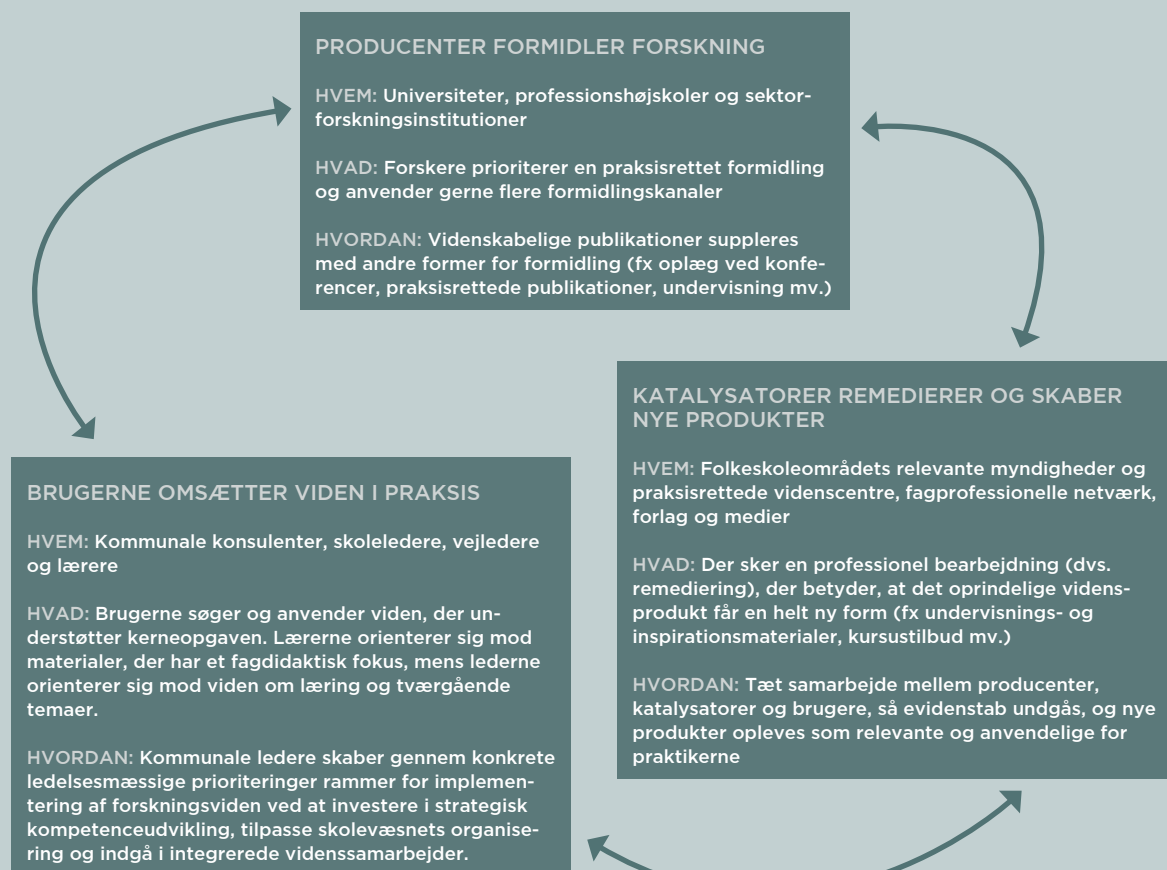 PRODUCENTER FORMIDLER FORSKNING
HVEM: Universiteter, professionshøjskoler og sektor-
forskningsinstitutioner
HVAD: Forskere prioriterer en praksisrettet formidling
og anvender gerne flere formidlingskanaler
HVORDAN: Videnskabelige publikationer suppleres
med andre former for formidling (fx oplæg ved konfe-
rencer, praksisrettede publikationer, undervisning mv.)
KATALYSATORER REMEDIERER OG SKABER
NYE PRODUKTER
HVEM: Folkeskoleområdets relevante myndigheder og
praksisrettede videnscentre, fagprofessionelle netværk,
forlag og medier
HVAD: Der sker en professionel bearbejdning (dvs.
remediering), der betyder, at det oprindelige videns-
produkt får en helt ny form (fx undervisnings- og
inspirationsmaterialer, kursustilbud mv.)
HVORDAN: Tæt samarbejde mellem producenter,
katalysatorer og brugere, så evidenstab undgås, og nye
produkter opleves som relevante og anvendelige for
praktikerne
BRUGERNE OMSÆTTER VIDEN I PRAKSIS
HVEM: Kommunale konsulenter, skoleledere, vejledere
og lærere
HVAD: Brugerne søger og anvender viden, der un-
derstøtter kerneopgaven. Lærerne orienterer sig mod
materialer, der har et fagdidaktisk fokus, mens lederne
orienterer sig mod viden om læring og tværgående
temaer.
HVORDAN: Kommunale ledere skaber gennem konkrete
ledelsesmæssige prioriteringer rammer for implemen-
tering af forskningsviden ved at investere i strategisk
kompetenceudvikling, tilpasse skolevæsnets organise-
ring og indgå i integrerede videnssamarbejder.